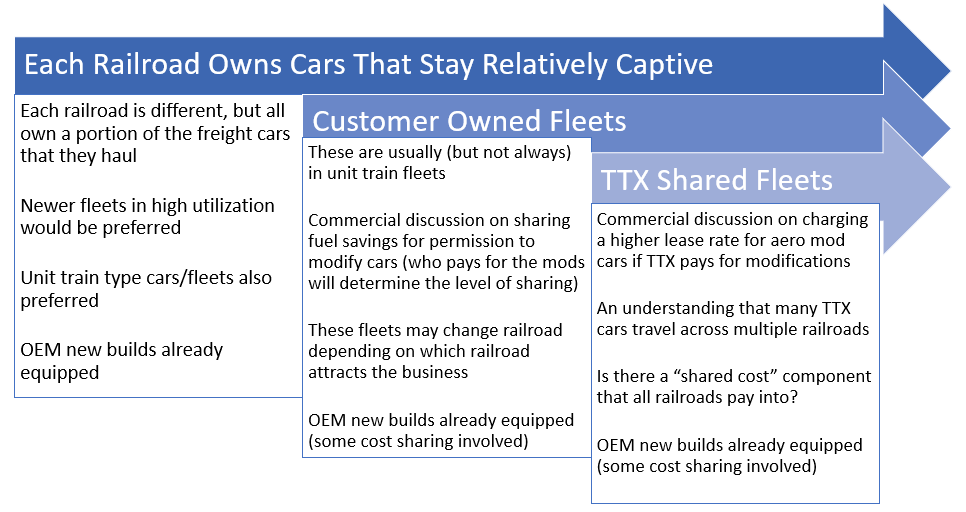 Each Railroad Owns Cars That Stay Relatively Captive
Each railroad is different, but all
own a portion of the freight cars
that they haul
Newer fleets in high utilization
would be preferred
Unit train type cars/fleets also
preferred
OEM new builds already
equipped
Customer Owned Fleets
These are usually (but not always)
in unit train fleets
Commercial discussion on sharing
fuel savings for permission to
modify cars (who pays for the mods
will determine the level of sharing)
These fleets may change railroad
depending on which railroad
attracts the business
OEM new builds already equipped
(some cost sharing involved)
TTX Shared Fleets
Commercial discussion on charging
a higher lease rate for aero mod
cars if TTX pays for modifications
An understanding that many TTX
cars travel across multiple railroads
Is there a “shared cost” component
that all railroads pay into?
OEM new builds already equipped
(some cost sharing involved)